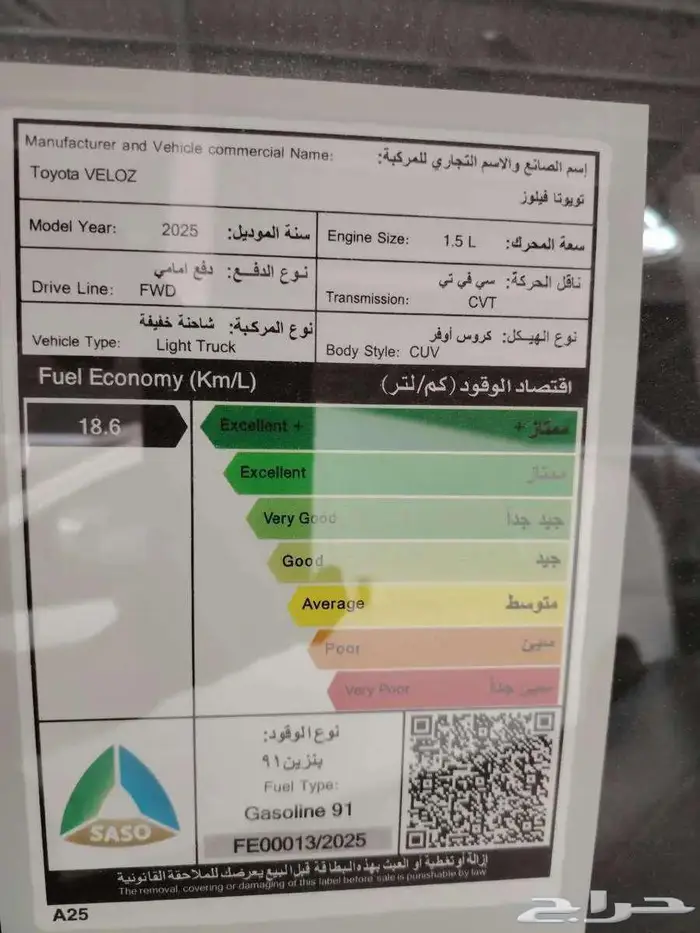 Manufacturer and Vehicle commercial Name: إسم الصانع والاسم التجاري للمركبة:
Toyota VELOZ تويوتا فيلوز
Model Year: 2025 سنة الموديل: Engine Size: 1.5 L سعة المحرك:
نوع الدفع: دفع امامي ناقل الحركة: سي في تي
Drive Line: FWD Transmission: CVT
نوع المركبة: شاحنة خفيفة نوع الهيكل: كروس أوفر
Vehicle Type: Light Truck Body Style: CUV
Fuel Economy (Km/L) اقتصاد الوقود (كم/لتر)
18.6
Excellent + ممتاز +
Excellent ممتاز
Very Good جيد جداً
Good جيد
Average متوسط
Poor سيئ
Very Poor سيئ جداً
نوع الوقود:
بنزين ٩١
Fuel Type:
Gasoline 91
FE00013/2025
SASO
إزالة أو تغطية أو العبث بهذه البطاقة قبل البيع يعرضك للملاحقة القانونية
The removal, covering or damaging of this label before sale is punishable by law
A25
حراج